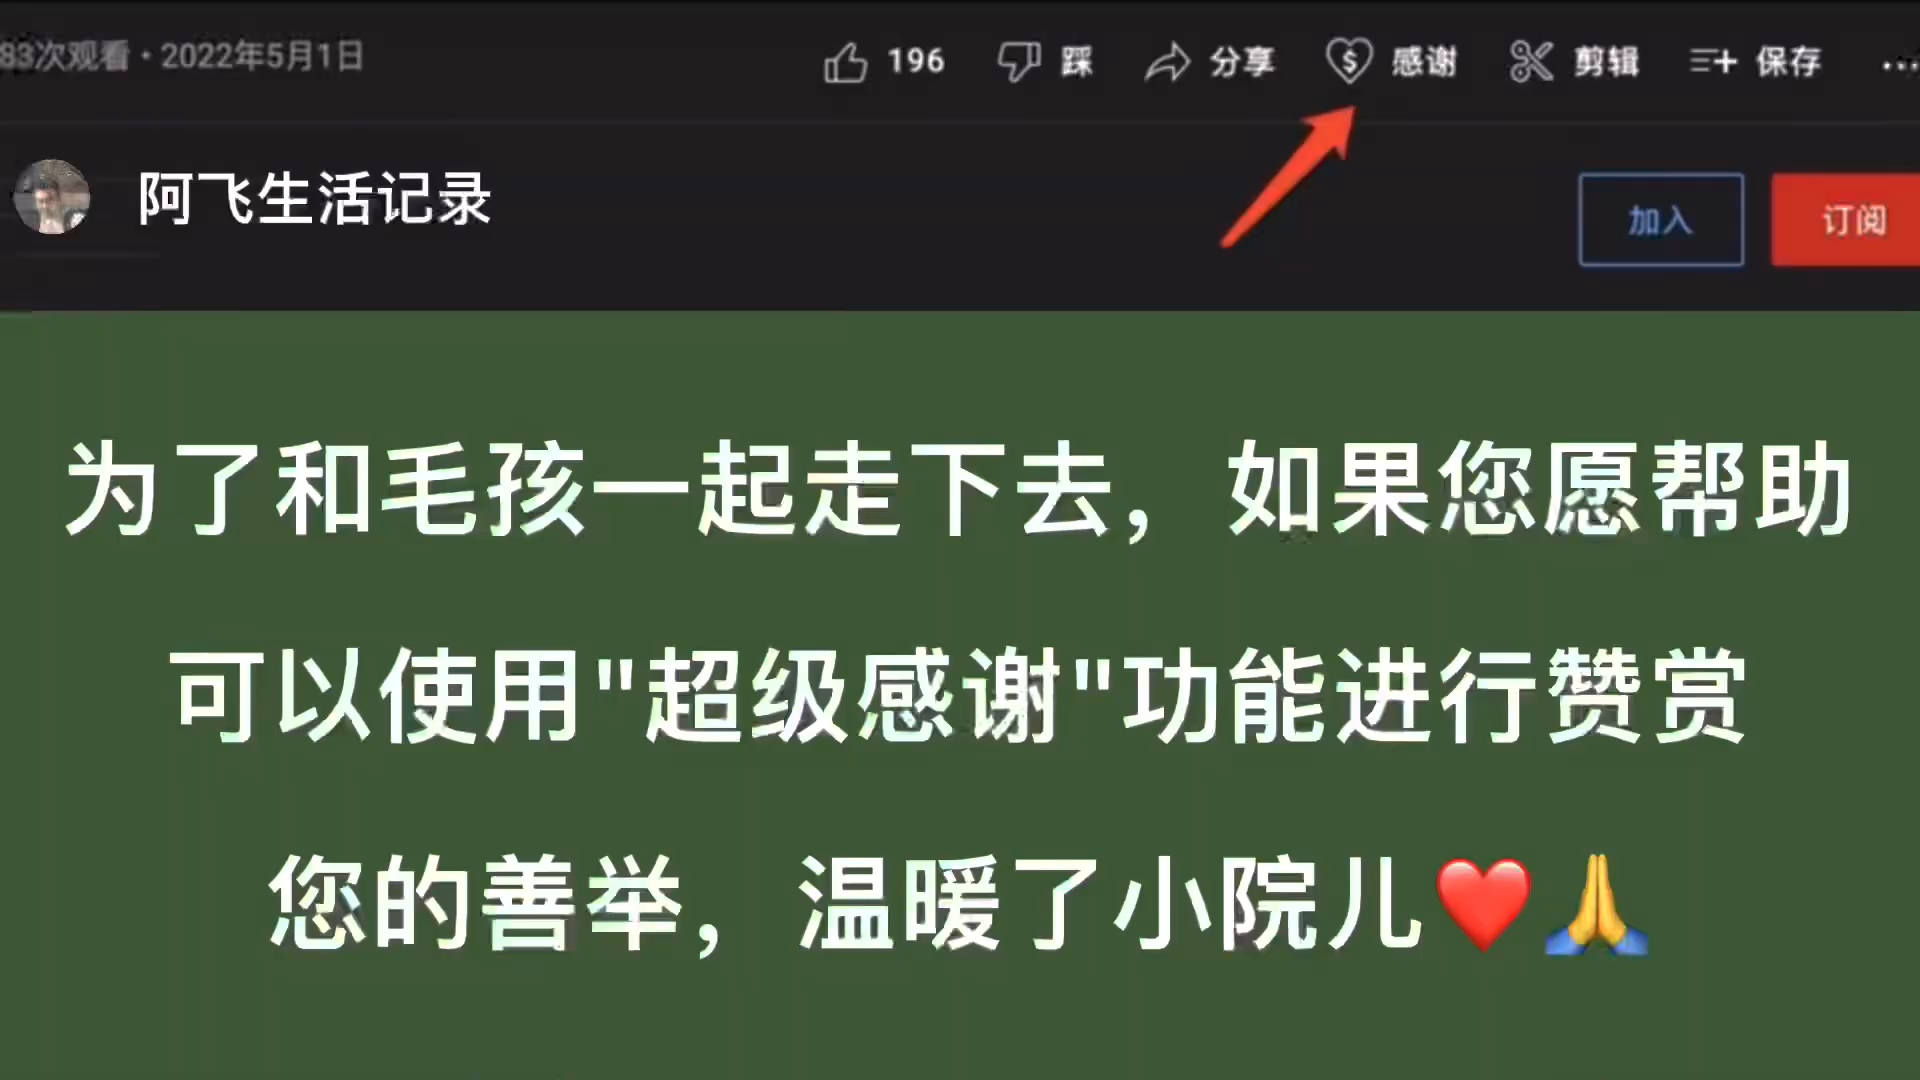 83次观看 · 2022年5月1日
196 踩 分享 感谢 剪辑 保存 ...
阿飞生活记录
加入 订阅
为了和毛孩一起走下去，如果您愿帮助
可以使用"超级感谢"功能进行赞赏
您的善举，温暖了小院儿❤️🙏